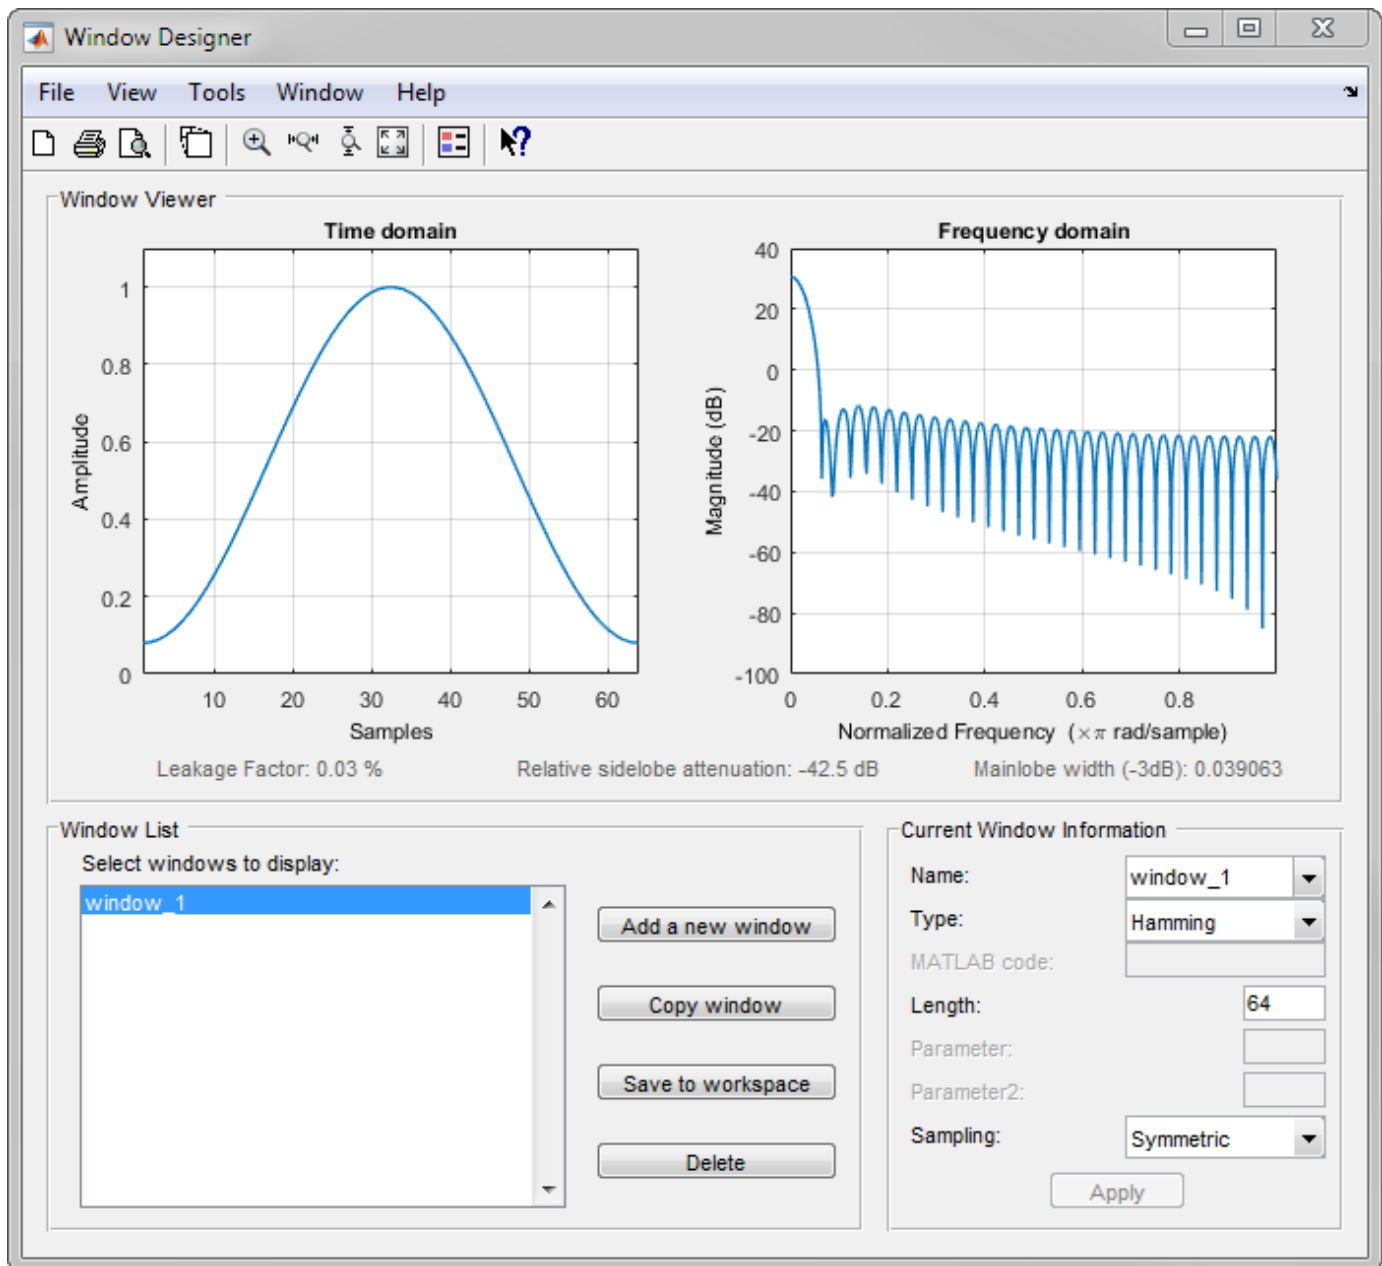 Window Designer
File View Tools Window Help
Window Viewer
Time domain
1
0.8
0.6
0.4
0.2
0
Amplitude
10 20 30 40 50 60
Samples
Frequency domain
40
20
0
-20
-40
-60
-80
-100
Magnitude (dB)
0 0.2 0.4 0.6 0.8
Normalized Frequency (×π rad/sample)
Leakage Factor: 0.03 % Relative sidelobe attenuation: -42.5 dB Mainlobe width (-3dB): 0.039063
Window List
Select windows to display:
window_1
Add a new window
Copy window
Save to workspace
Delete
Current Window Information
Name: window_1
Type: Hamming
MATLAB code:
Length: 64
Parameter:
Parameter2:
Sampling: Symmetric
Apply